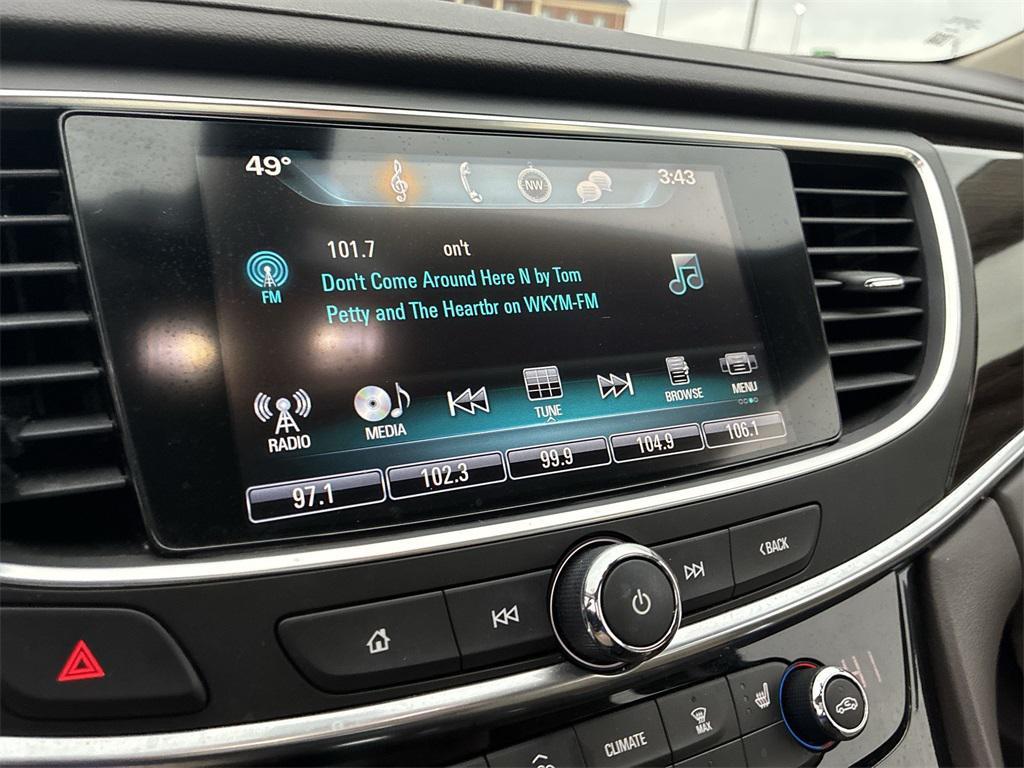 49° NW 3:43
101.7 on't
FM
Don't Come Around Here N by Tom
Petty and The Heartbr on WKYM-FM
RADIO MEDIA TUNE BROWSE MENU
97.1 102.3 99.9 104.9 106.1
<BACK
CLIMATE MAX